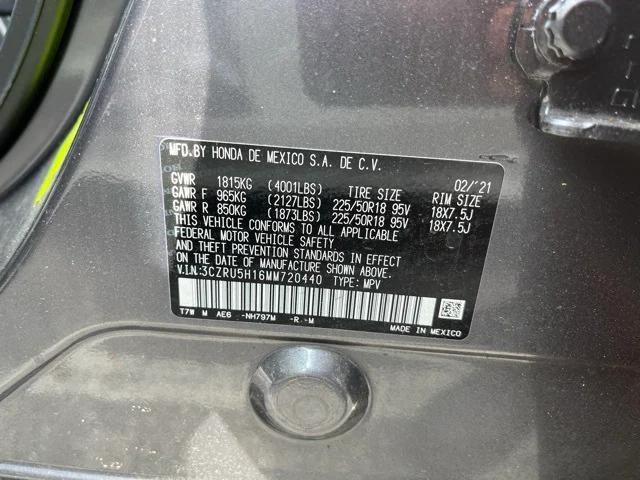 MFD.BY HONDA DE MEXICO S.A. DE C.V.
GVWR 1815KG (4001LBS) TIRE SIZE 02/'21 RIM SIZE
GAWR F 965KG (2127LBS) 225/50R18 95V 18X7.5J
GAWR R 850KG (1873LBS) 225/50R18 95V 18X7.5J
THIS VEHICLE CONFORMS TO ALL APPLICABLE
FEDERAL MOTOR VEHICLE SAFETY
AND THEFT PREVENTION STANDARDS IN EFFECT
ON THE DATE OF MANUFACTURE SHOWN ABOVE.
V.I.N:3CZRU5H16MM720440 TYPE: MPV
T7W M AE6 -NH797M -R.-M
MADE IN MEXICO